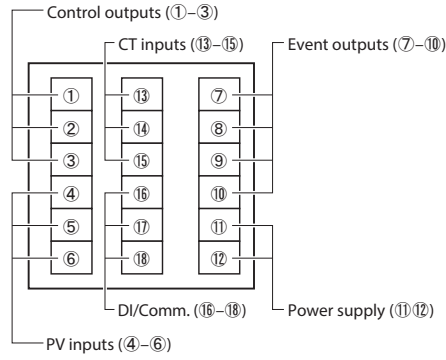 Control outputs (①–③)
CT inputs (⑬–⑮)
Event outputs (⑦–⑩)
① ⑬ ⑦
② ⑭ ⑧
③ ⑮ ⑨
④ ⑯ ⑩
⑤ ⑰ ⑪
⑥ ⑱ ⑫
DI/Comm. (⑯–⑱)
Power supply (⑪⑫)
PV inputs (④–⑥)